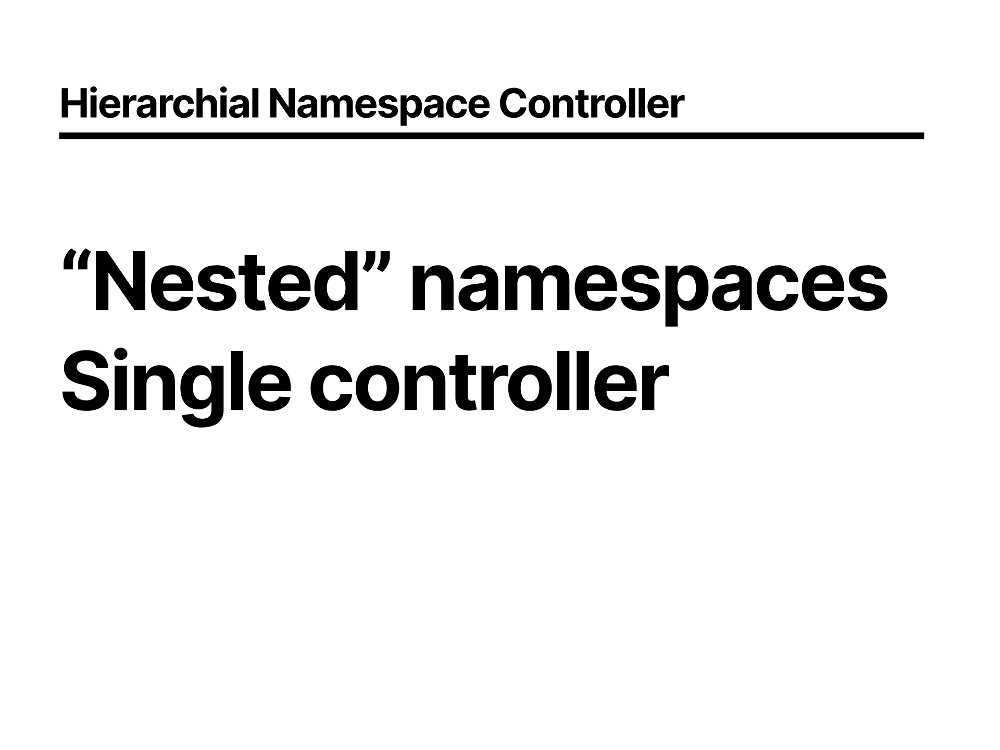 Hierarchial Namespace Controller
“Nested” namespaces
Single controller